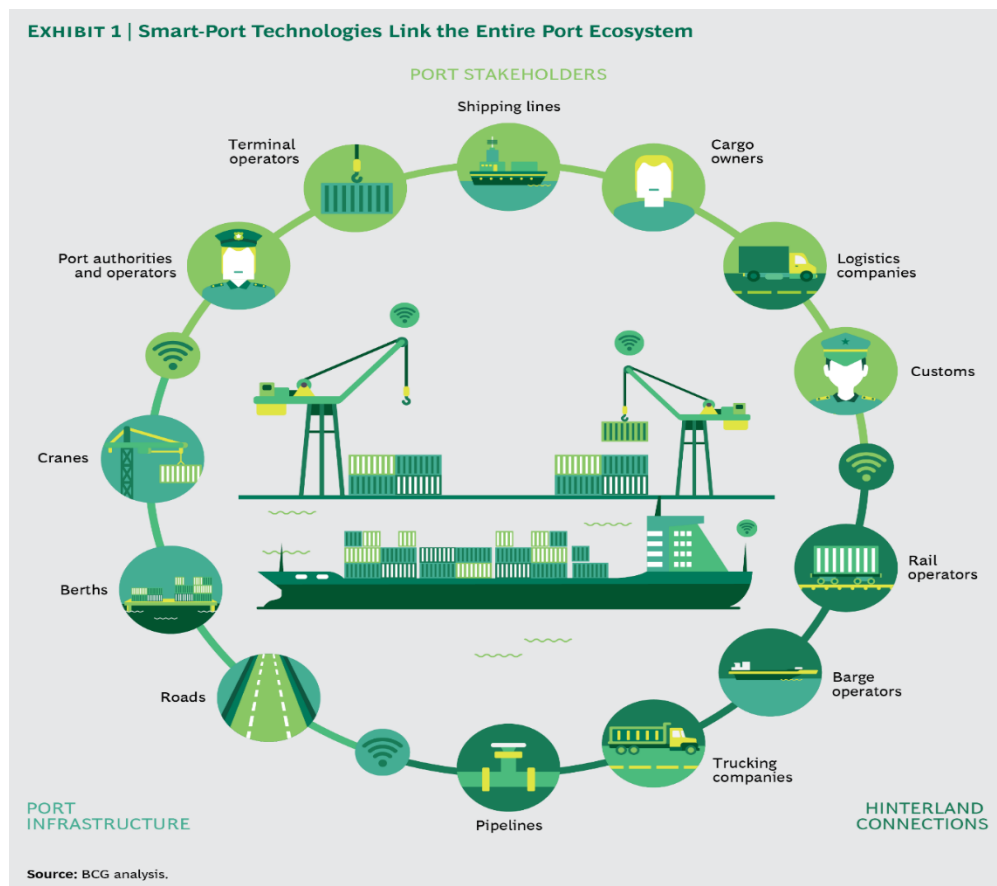 EXHIBIT 1 | Smart-Port Technologies Link the Entire Port Ecosystem
PORT STAKEHOLDERS
Shipping lines
Terminal
operators
Cargo
owners
Port authorities
and operators
Logistics
companies
Customs
Cranes
Rail
operators
Berths
Barge
operators
Roads
Trucking
companies
Pipelines
PORT
INFRASTRUCTURE
HINTERLAND
CONNECTIONS
Source: BCG analysis.